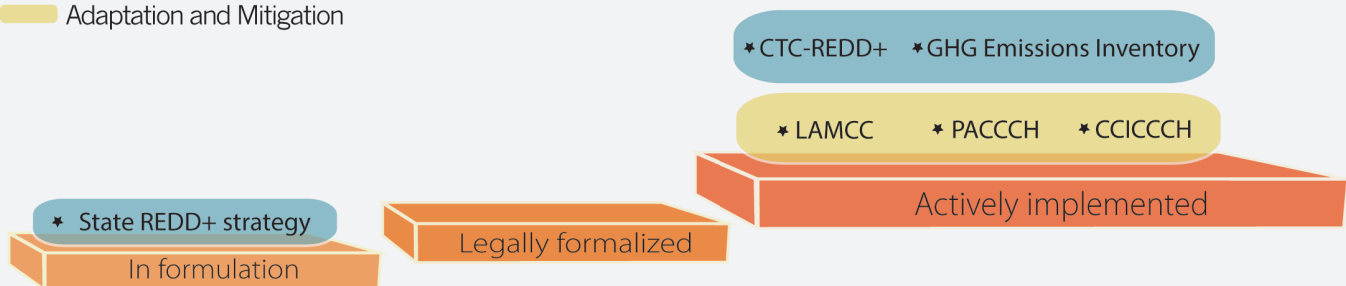 Adaptation and Mitigation
★ CTC-REDD+ ★ GHG Emissions Inventory
★ LAMCC ★ PACCCH ★ CCICCCH
Actively implemented
★ State REDD+ strategy
Legally formalized
In formulation